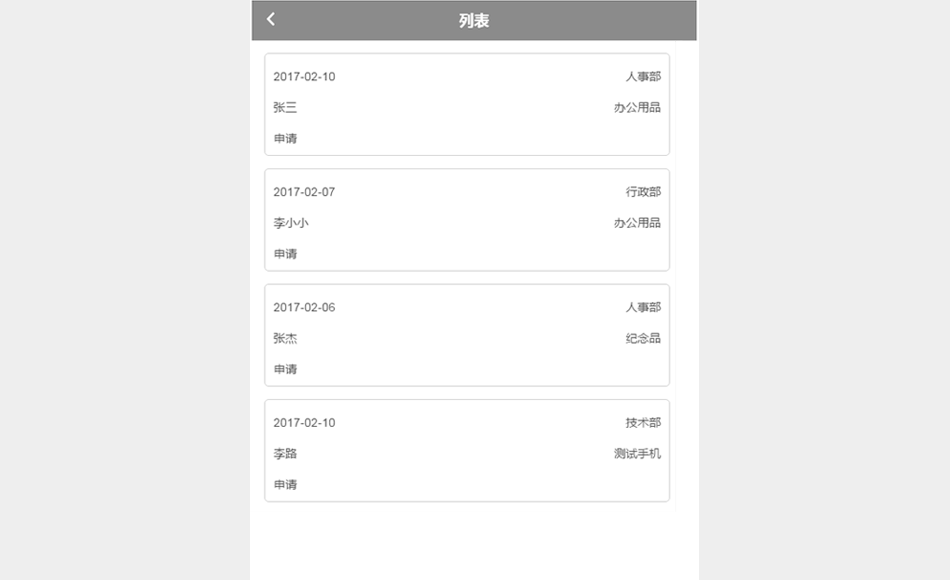 列表
2017-02-10 人事部
张三 办公用品
申请
2017-02-07 行政部
李小小 办公用品
申请
2017-02-06 人事部
张杰 纪念品
申请
2017-02-10 技术部
李路 测试手机
申请